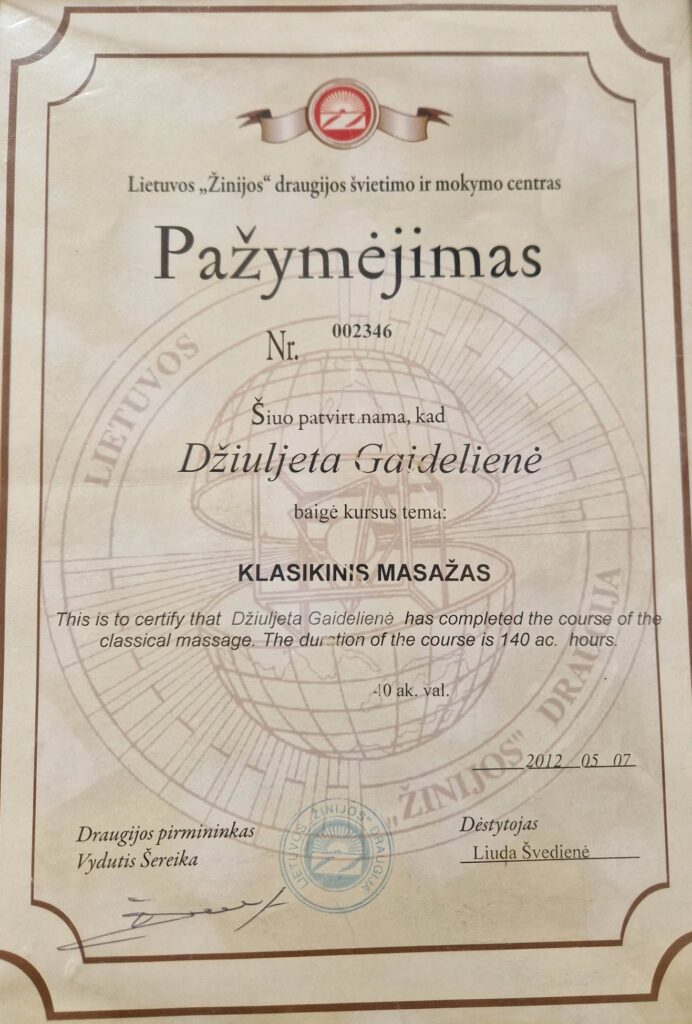 Lietuvos „Žinijos“ draugijos švietimo ir mokymo centras
Pažymėjimas
Nr. 002346
Šiuo patvirt.nama, kad
Džiuljeta Gaidelienė
baigė kursus tema:
KLASIKINIS MASAŽAS
This is to certify that Džiuljeta Gaidelienė has completed the course of the
classical massage. The duration of the course is 140 ac. hours.
40 ak. val.
2012 05 07
Draugijos pirmininkas
Vydutis Šereika
Dėstytojas
Liuda Švedienė
LIETUVOS „ŽINIJOS" DRAUGIJA
LIETUVOS „ŽINIJOS" DRAUGIJA